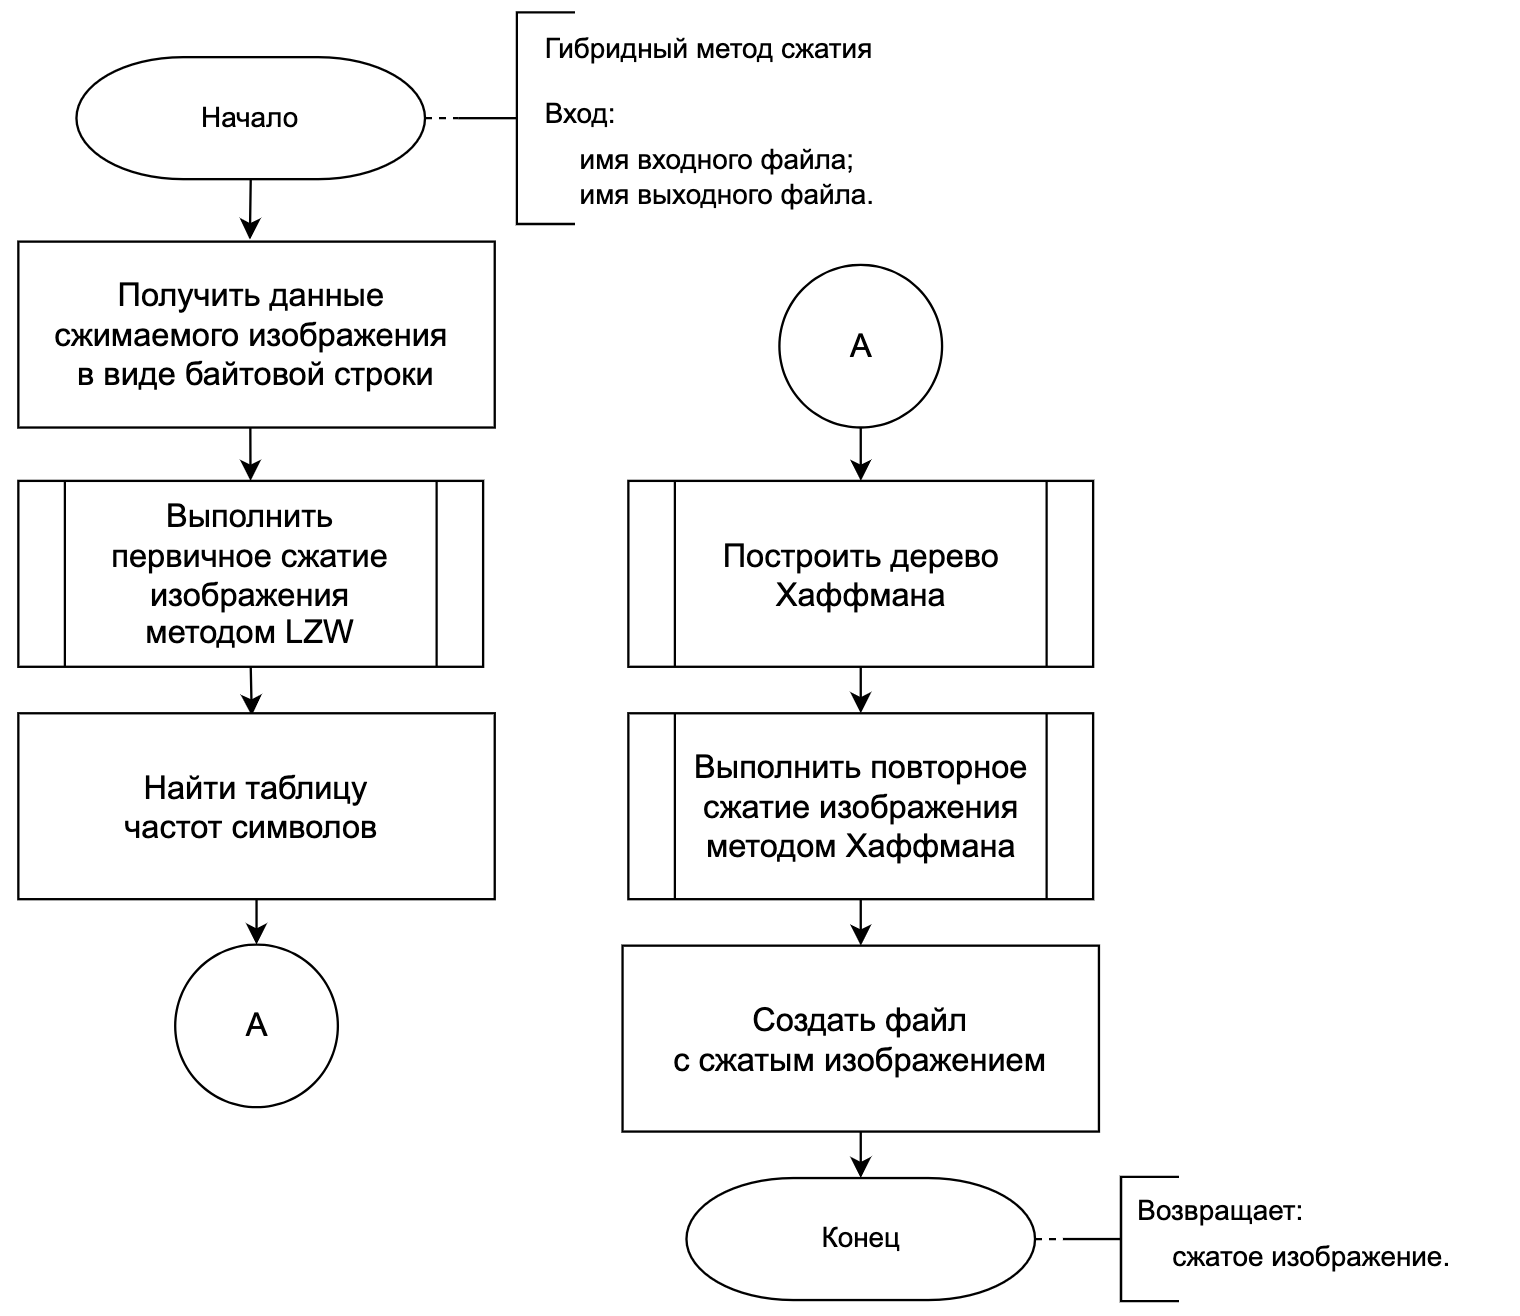 Начало
Гибридный метод сжатия
Вход:
имя входного файла;
имя выходного файла.
Получить данные
сжимаемого изображения
в виде байтовой строки
Выполнить
первичное сжатие
изображения
методом LZW
Найти таблицу
частот символов
А
А
Построить дерево
Хаффмана
Выполнить повторное
сжатие изображения
методом Хаффмана
Создать файл
с сжатым изображением
Конец
Возвращает:
сжатое изображение.